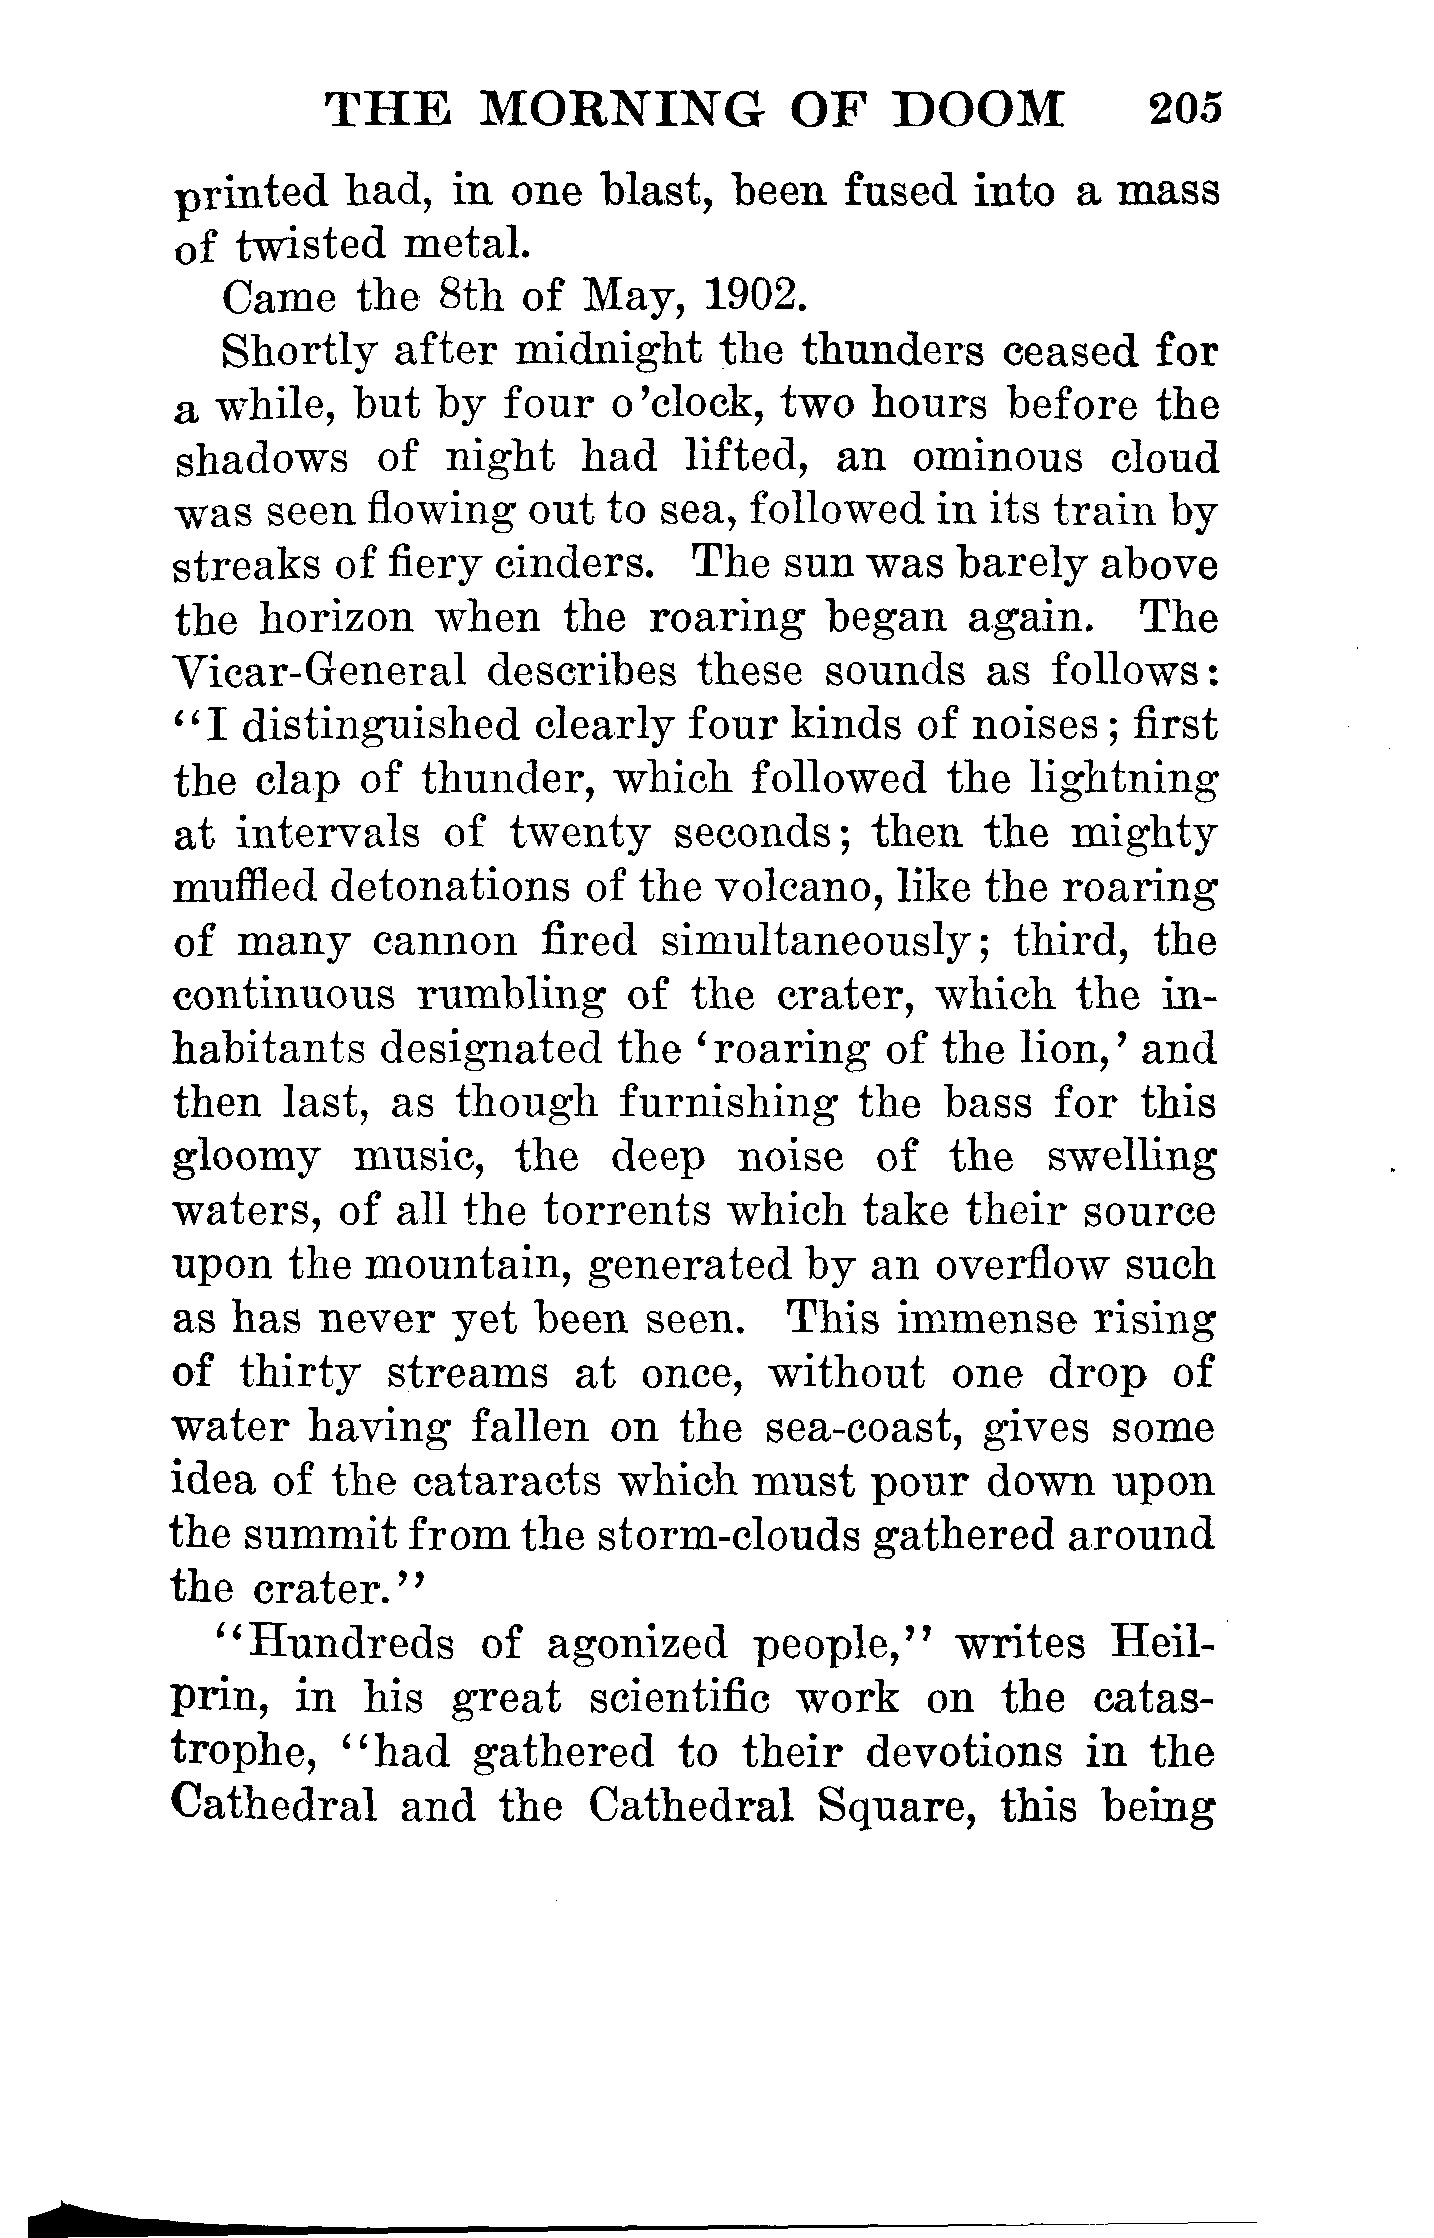 THE MORNING OF DOOM 205
printed had, in one blast, been fused into a mass
of twisted metal.
Came the 8th of May, 1902.
Shortly after midnight the thunders ceased for
a while, but by four o'clock, two hours before the
shadows of night had lifted, an ominous cloud
was seen flowing out to sea, followed in its train by
streaks of fiery cinders. The sun was barely above
the horizon when the roaring began again. The
Vicar-General describes these sounds as follows:
"I distinguished clearly four kinds of noises; first
the clap of thunder, which followed the lightning
at intervals of twenty seconds; then the mighty
muffled detonations of the volcano, like the roaring
of many cannon fired simultaneously; third, the
continuous rumbling of the crater, which the in-
habitants designated the 'roaring of the lion,' and
then last, as though furnishing the bass for this
gloomy music, the deep noise of the swelling
waters, of all the torrents which take their source
upon the mountain, generated by an overflow such
as has never yet been seen. This immense rising
of thirty streams at once, without one drop of
water having fallen on the sea-coast, gives some
idea of the cataracts which must pour down upon
the summit from the storm-clouds gathered around
the crater."
"Hundreds of agonized people," writes Heil-
prin, in his great scientific work on the catas-
trophe, "had gathered to their devotions in the
Cathedral and the Cathedral Square, this being